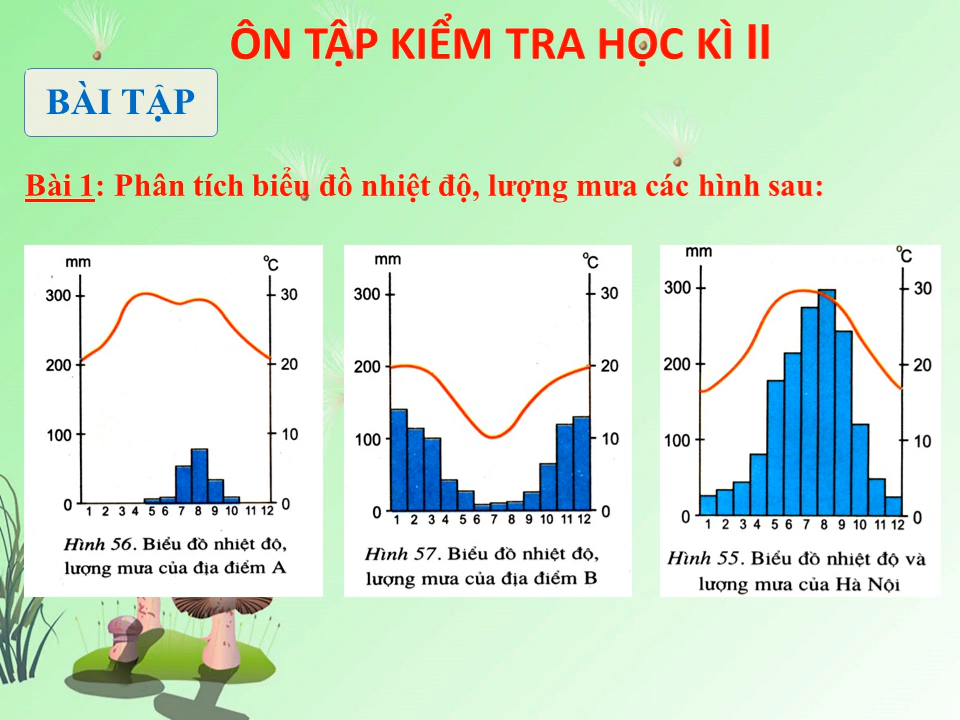 ÔN TẬP KIỂM TRA HỌC KÌ II
BÀI TẬP
Bài 1: Phân tích biểu đồ nhiệt độ, lượng mưa các hình sau:
mm °C
300 30
200 20
100 10
0 0
1 2 3 4 5 6 7 8 9 10 11 12
Hình 56. Biểu đồ nhiệt độ,
lượng mưa của địa điểm A
mm °C
300 30
200 20
100 10
0 0
1 2 3 4 5 6 7 8 9 10 11 12
Hình 57. Biểu đồ nhiệt độ,
lượng mưa của địa điểm B
mm °C
300 30
200 20
100 10
0 0
1 2 3 4 5 6 7 8 9 10 11 12
Hình 55. Biểu đồ nhiệt độ và
lượng mưa của Hà Nội